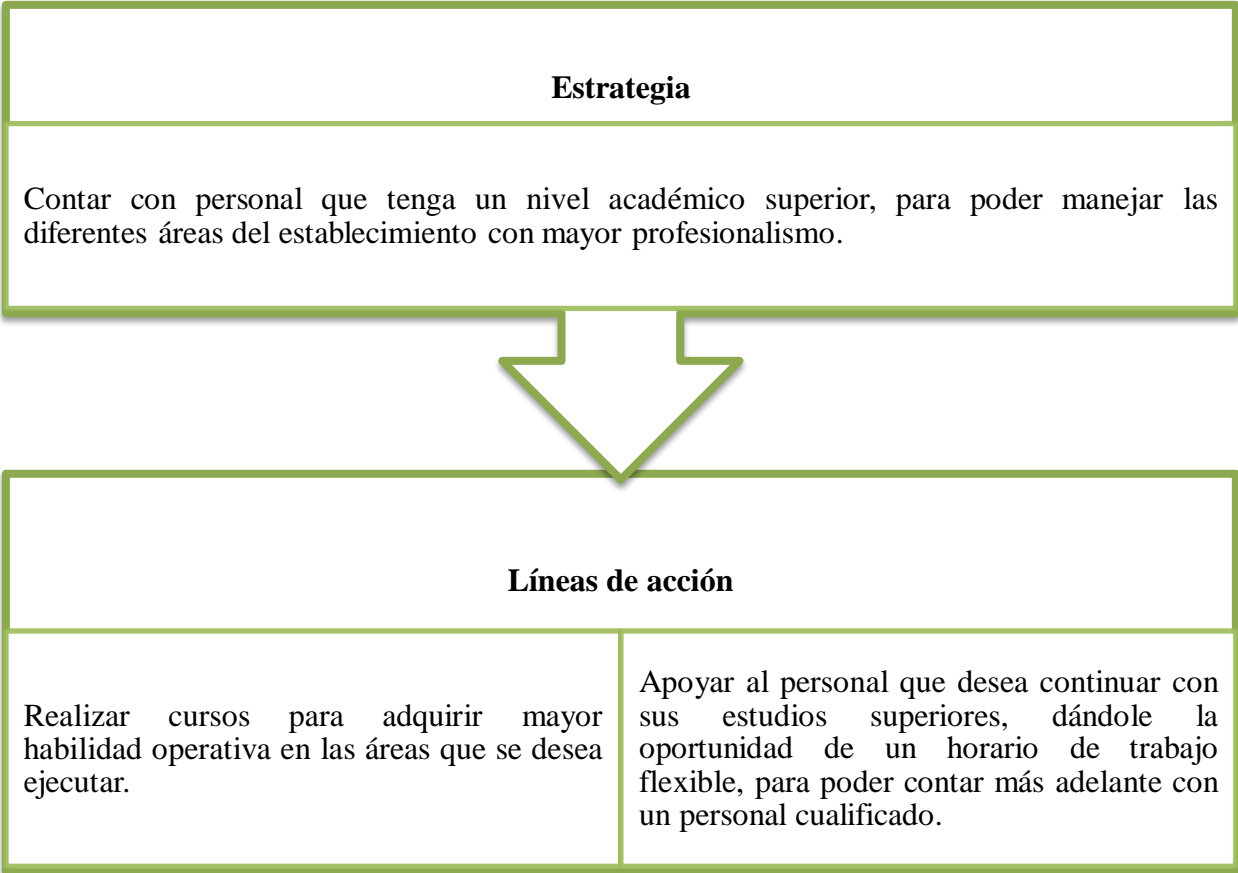 Estrategia
Contar con personal que tenga un nivel académico superior, para poder manejar las
diferentes áreas del establecimiento con mayor profesionalismo.
Líneas de acción
Realizar cursos para adquirir mayor
habilidad operativa en las áreas que se desea
ejecutar.
Apoyar al personal que desea continuar con
sus estudios superiores, dándole la
oportunidad de un horario de trabajo
flexible, para poder contar más adelante con
un personal cualificado.